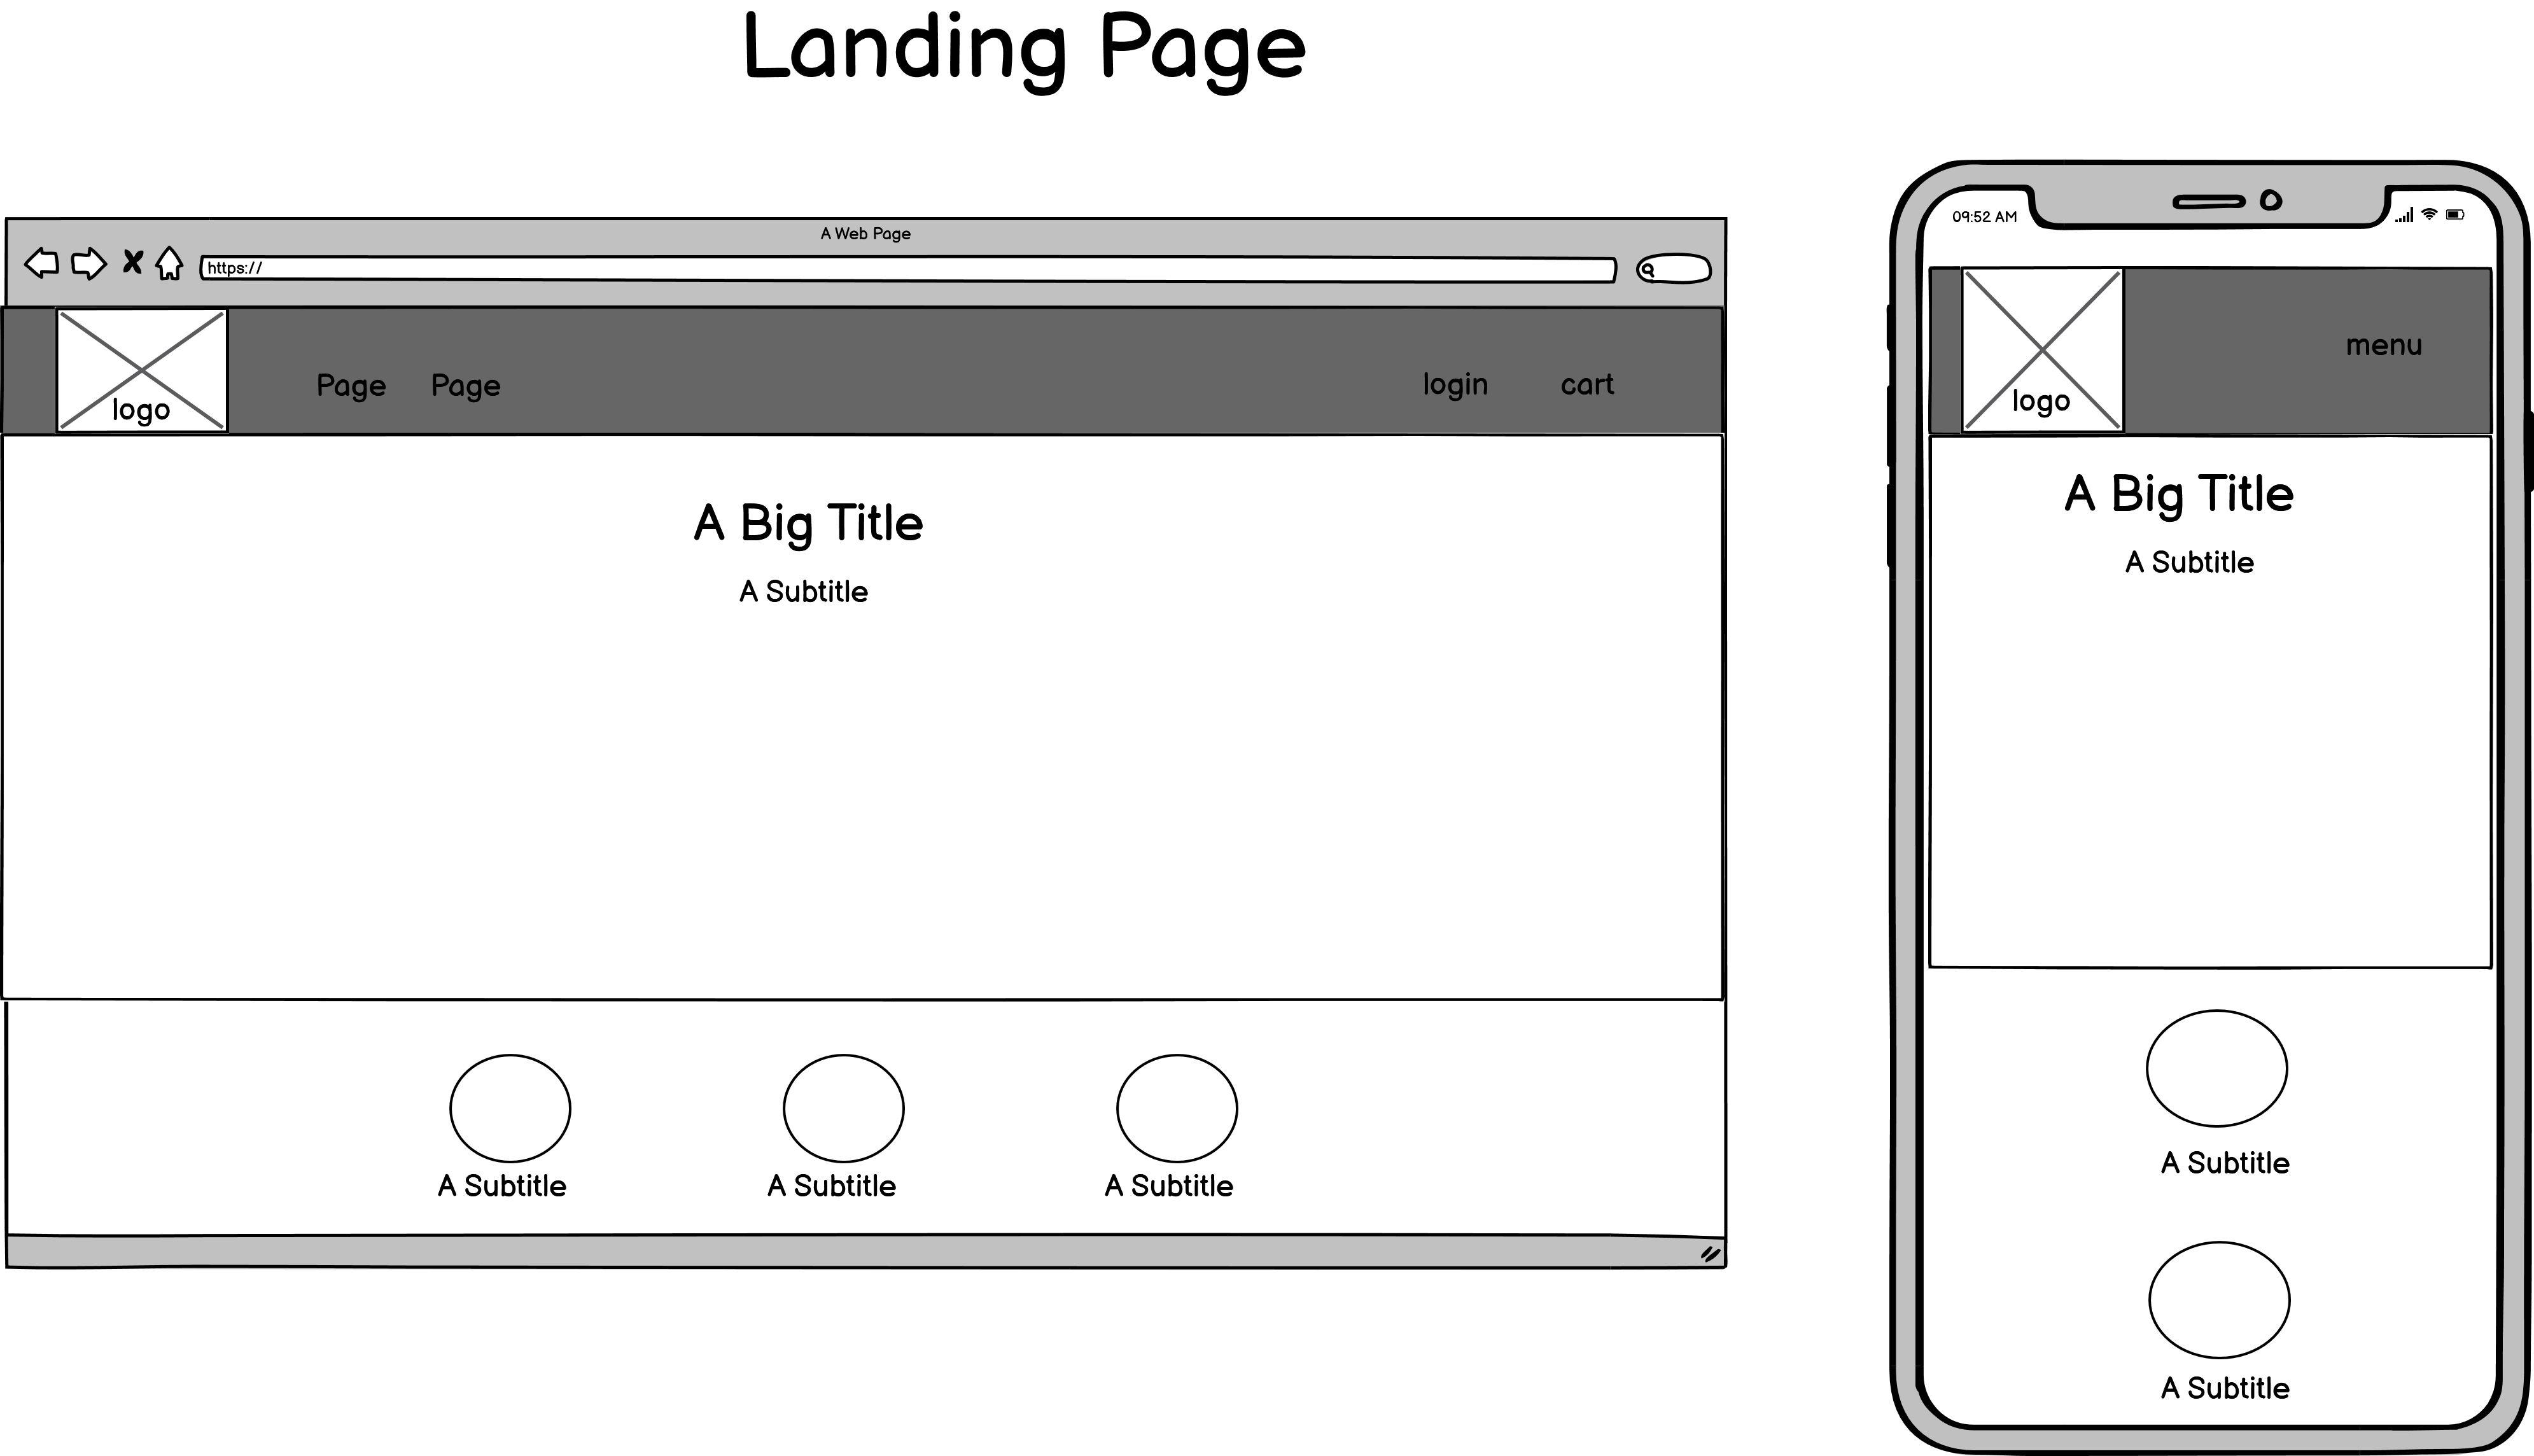 Landing Page
A Web Page
https://
logo
Page Page
login cart
A Big Title
A Subtitle
A Subtitle A Subtitle A Subtitle
09:52 AM
logo
menu
A Big Title
A Subtitle
A Subtitle
A Subtitle